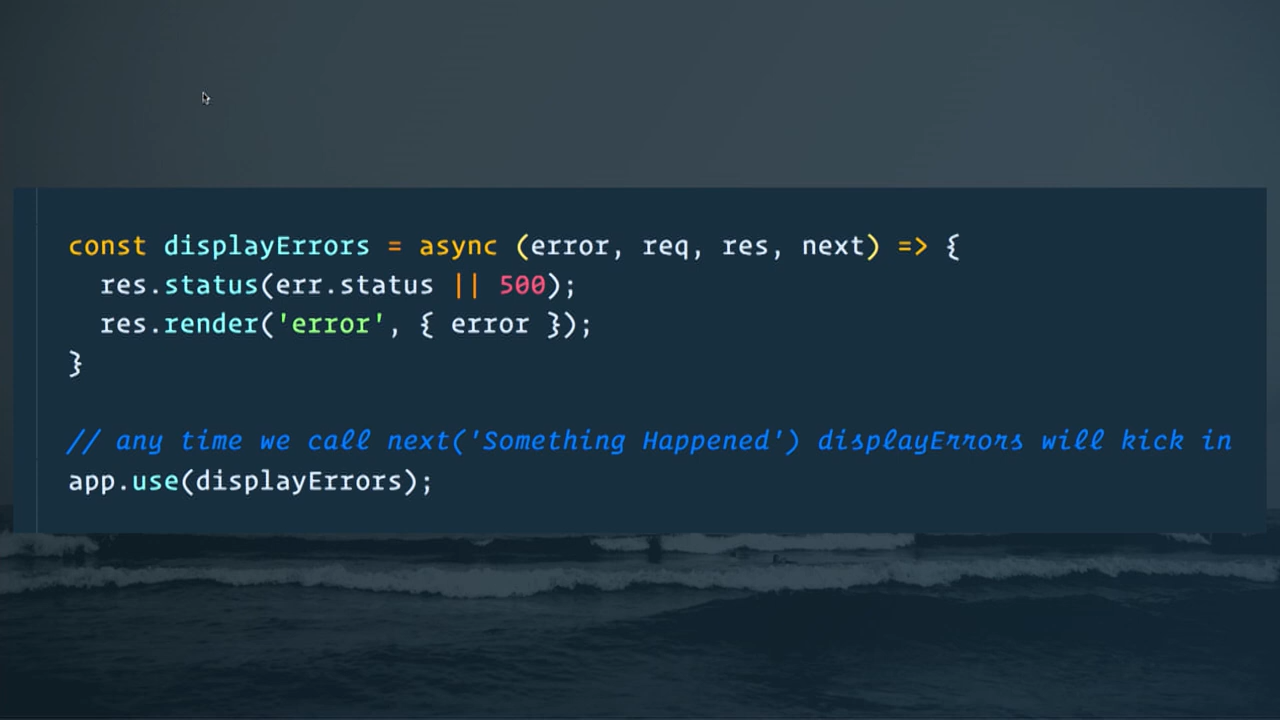 const displayErrors = async (error, req, res, next) => {
  res.status(err.status || 500);
  res.render('error', { error });
}
// any time we call next('Something Happened') displayErrors will kick in
app.use(displayErrors);